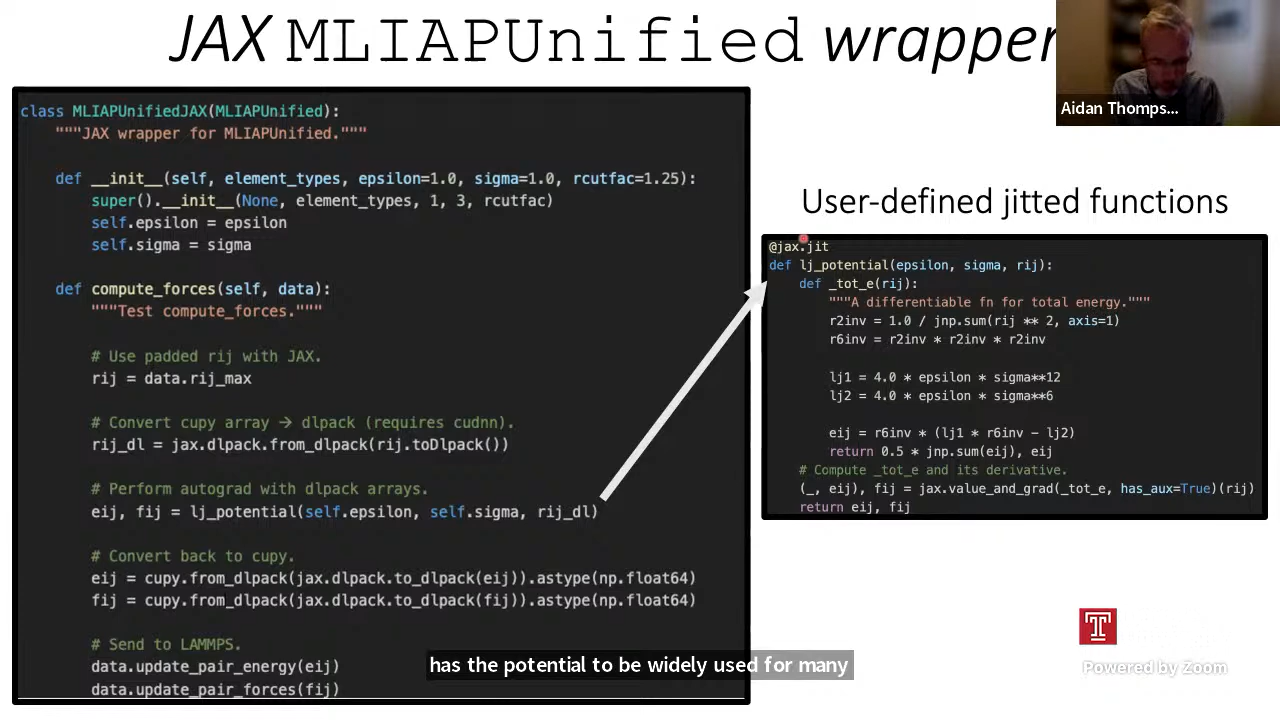 JAX MLIAPUnified wrapper
Aidan Thomps...
class MLIAPUnifiedJAX(MLIAPUnified):
"""JAX wrapper for MLIAPUnified."""
def __init__(self, element_types, epsilon=1.0, sigma=1.0, rcutfac=1.25):
super().__init__(None, element_types, 1, 3, rcutfac)
self.epsilon = epsilon
self.sigma = sigma
def compute_forces(self, data):
"""Test compute_forces."""
# Use padded rij with JAX.
rij = data.rij_max
# Convert cupy array → dlpack (requires cudnn).
rij_dl = jax.dlpack.from_dlpack(rij.toDlpack())
# Perform autograd with dlpack arrays.
eij, fij = lj_potential(self.epsilon, self.sigma, rij_dl)
# Convert back to cupy.
eij = cupy.from_dlpack(jax.dlpack.to_dlpack(eij)).astype(np.float64)
fij = cupy.from_dlpack(jax.dlpack.to_dlpack(fij)).astype(np.float64)
# Send to LAMMPS.
data.update_pair_energy(eij)
data.update_pair_forces(fij)
User-defined jitted functions
@jax.jit
def lj_potential(epsilon, sigma, rij):
def _tot_e(rij):
"""A differentiable fn for total energy."""
r2inv = 1.0 / jnp.sum(rij ** 2, axis=1)
r6inv = r2inv * r2inv * r2inv
lj1 = 4.0 * epsilon * sigma**12
lj2 = 4.0 * epsilon * sigma**6
eij = r6inv * (lj1 * r6inv - lj2)
return 0.5 * jnp.sum(eij), eij
# Compute _tot_e and its derivative.
(_, eij), fij = jax.value_and_grad(_tot_e, has_aux=True)(rij)
return eij, fij
T
has the potential to be widely used for many
Powered by Zoom